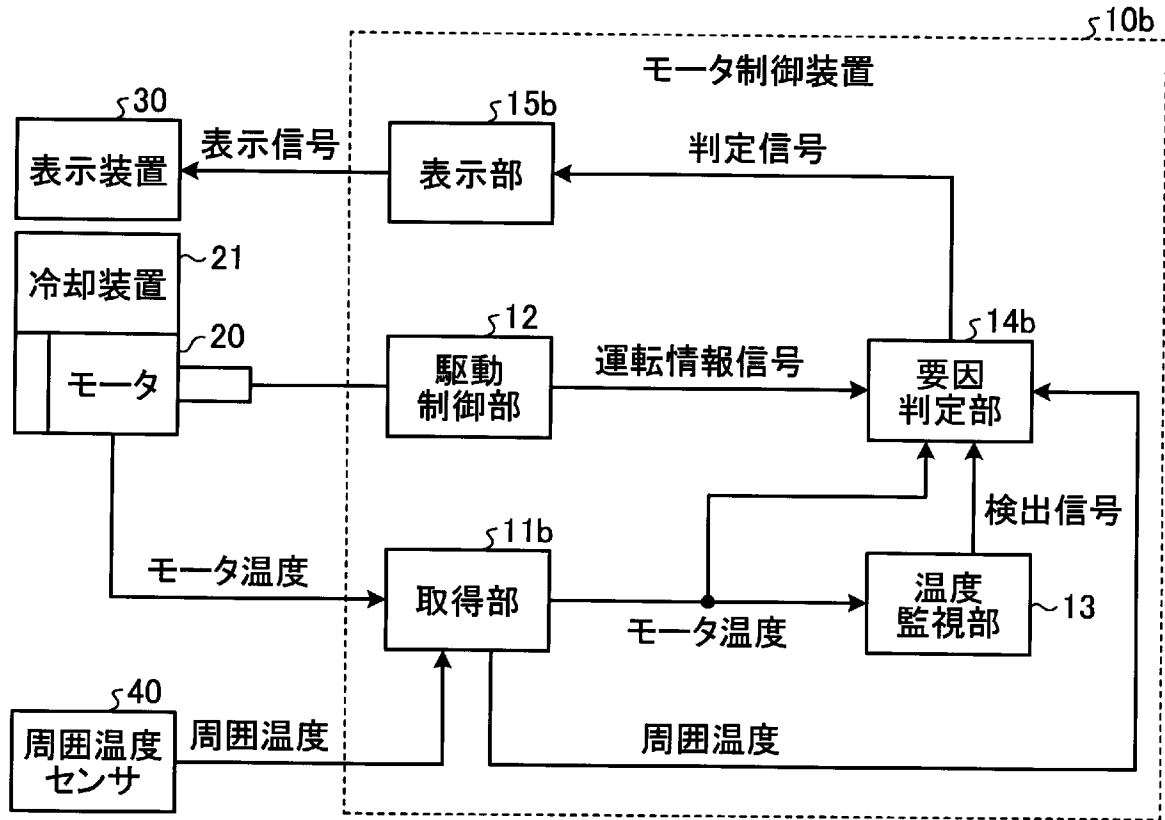 10b
モータ制御装置
30
15b
表示信号
判定信号
表示装置
表示部
21
冷却装置
20
12
14b
モータ
駆動
制御部
運転情報信号
要因
判定部
検出信号
11b
モータ温度
取得部
モータ温度
温度
監視部
13
40
周囲温度
センサ
周囲温度
周囲温度